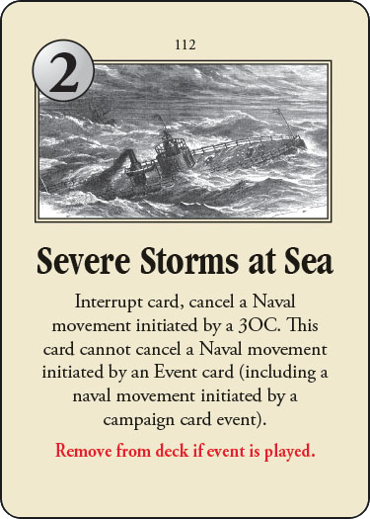 112
2
Severe Storms at Sea
Interrupt card, cancel a Naval
movement initiated by a 3OC. This
card cannot cancel a Naval movement
initiated by an Event card (including a
naval movement initiated by a
campaign card event).
Remove from deck if event is played.